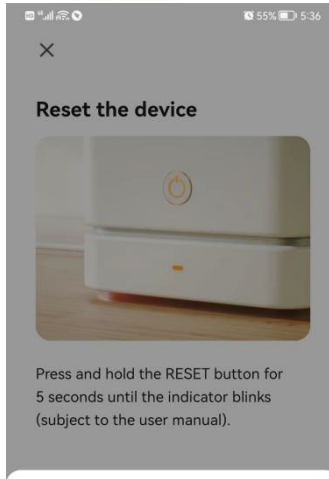 55% 5:36
Reset the device
Press and hold the RESET button for
5 seconds until the indicator blinks
(subject to the user manual).